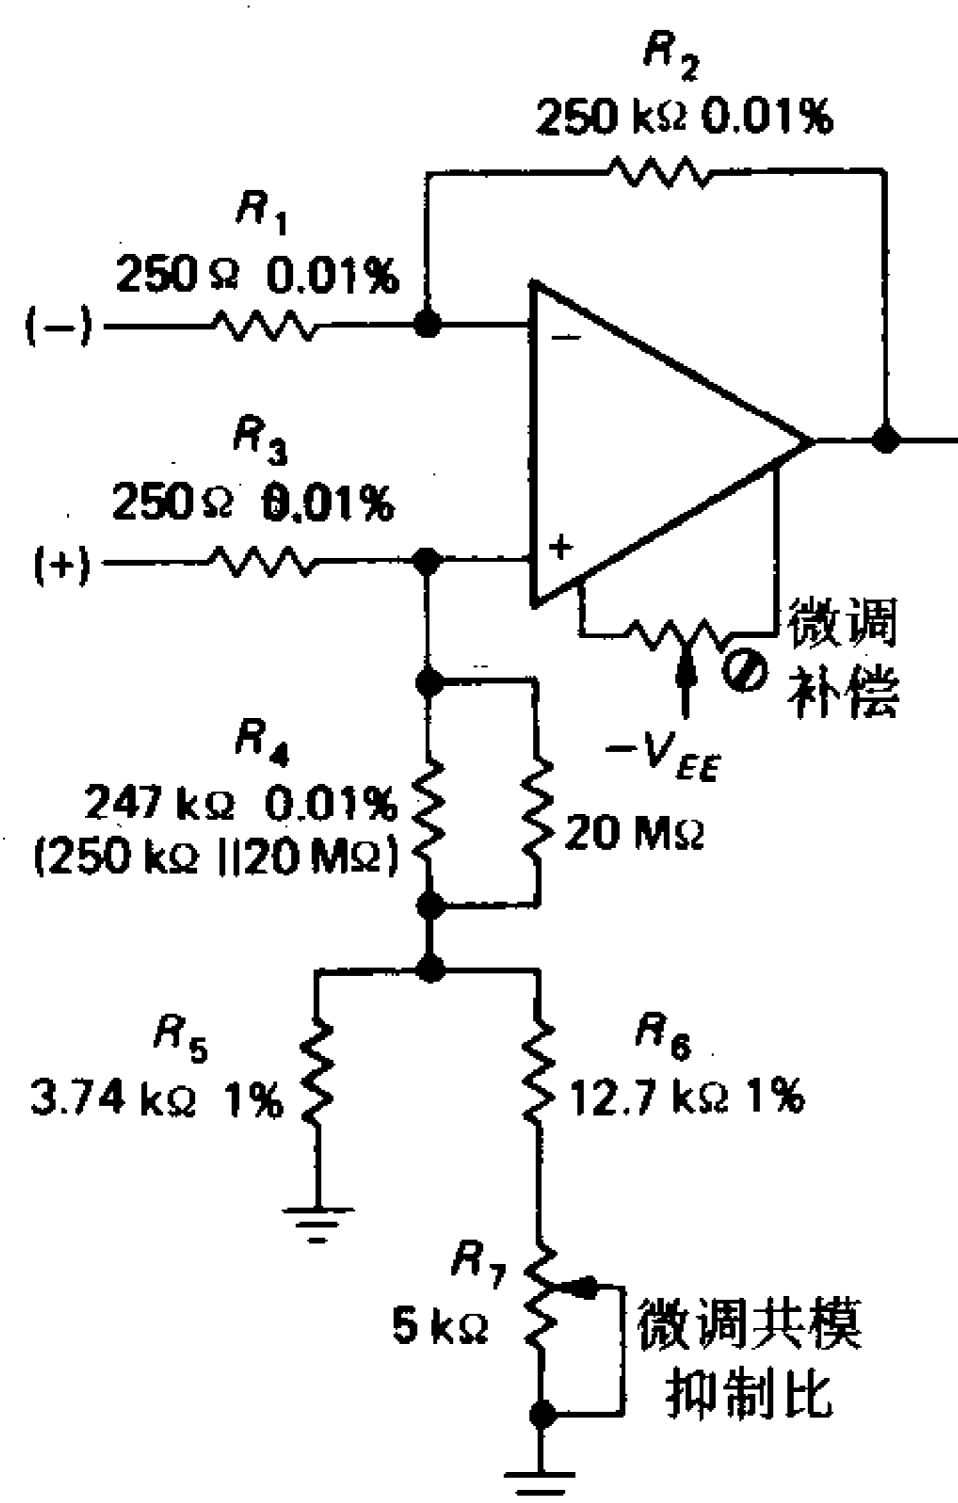 R2
250 kΩ 0.01%
R1
250 Ω 0.01%
(−)
−
R3
250 Ω 0.01%
(+)
+
微调
补偿
−VEE
R4
247 kΩ 0.01%
(250 kΩ ||20 MΩ)
20 MΩ
R5
3.74 kΩ 1%
R6
12.7 kΩ 1%
R7
5 kΩ
微调共模
抑制比